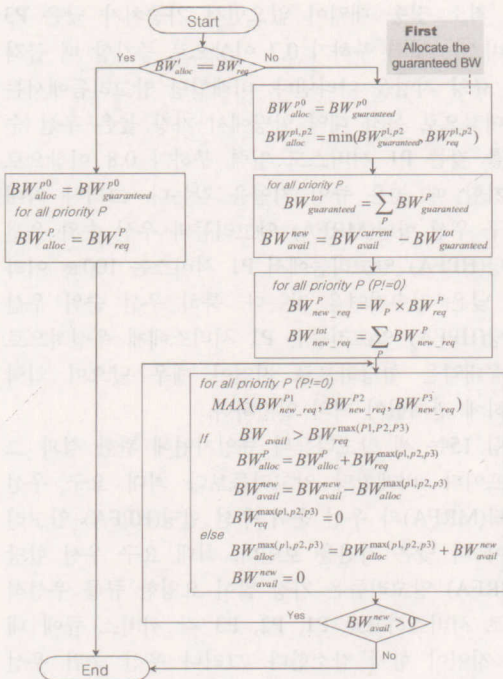 Start
First
Allocate the
guaranteed BW
Yes
BW^t_alloc == BW^t_req
No
BW^p0_alloc = BW^p0_guaranteed
BW^p1,p2_alloc = min(BW^p1,p2_guaranteed, BW^p1,p2_req)
BW^p0_alloc = BW^p0_guaranteed
for all priority P
BW^P_alloc = BW^P_req
for all priority P
BW^tot_guaranteed = ∑_P BW^P_guaranteed
BW^new_avail = BW^current_avail − BW^tot_guaranteed
for all priority P (P!=0)
BW^P_new_req = W_P × BW^P_req
BW^tot_new_req = ∑_P BW^P_new_req
for all priority P (P!=0)
MAX(BW^P1_new_req, BW^P2_new_req, BW^P3_new_req)
If BW_avail > BW^max(P1,P2,P3)_req
BW^P_alloc = BW^P_alloc + BW^max(p1,p2,p3)_req
BW^new_avail = BW^new_avail − BW^max(p1,p2,p3)_alloc
BW^max(p1,p2,p3)_req = 0
else
BW^max(p1,p2,p3)_alloc = BW^max(p1,p2,p3)_alloc + BW^new_avail
BW^new_avail = 0
Yes
BW^new_avail > 0
No
End